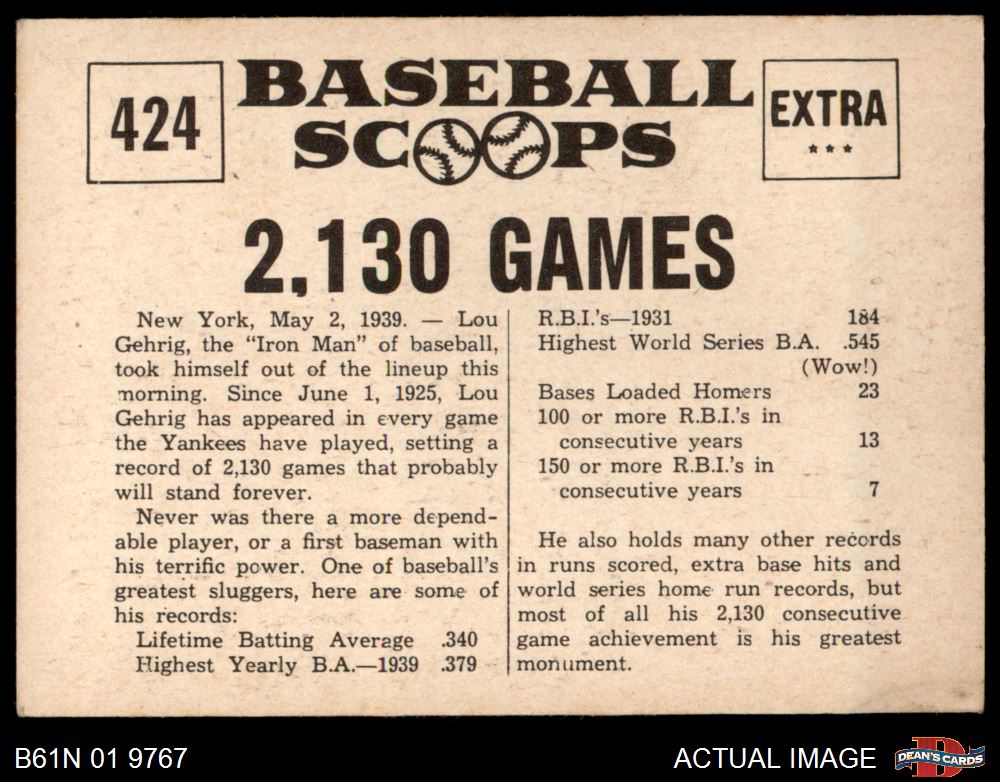 424
BASEBALL
SCOOPS
EXTRA
★ ★ ★
2,130 GAMES
New York, May 2, 1939. — Lou
Gehrig, the "Iron Man" of baseball,
took himself out of the lineup this
morning. Since June 1, 1925, Lou
Gehrig has appeared in every game
the Yankees have played, setting a
record of 2,130 games that probably
will stand forever.
Never was there a more depend-
able player, or a first baseman with
his terrific power. One of baseball's
greatest sluggers, here are some of
his records:
Lifetime Batting Average .340
Highest Yearly B.A.—1939 .379
R.B.I.'s—1931 184
Highest World Series B.A. .545
(Wow!)
Bases Loaded Homers 23
100 or more R.B.I.'s in
consecutive years 13
150 or more R.B.I.'s in
consecutive years 7
He also holds many other records
in runs scored, extra base hits and
world series home run records, but
most of all his 2,130 consecutive
game achievement is his greatest
monument.
B61N 01 9767
ACTUAL IMAGE
D
DEAN'S CARDS